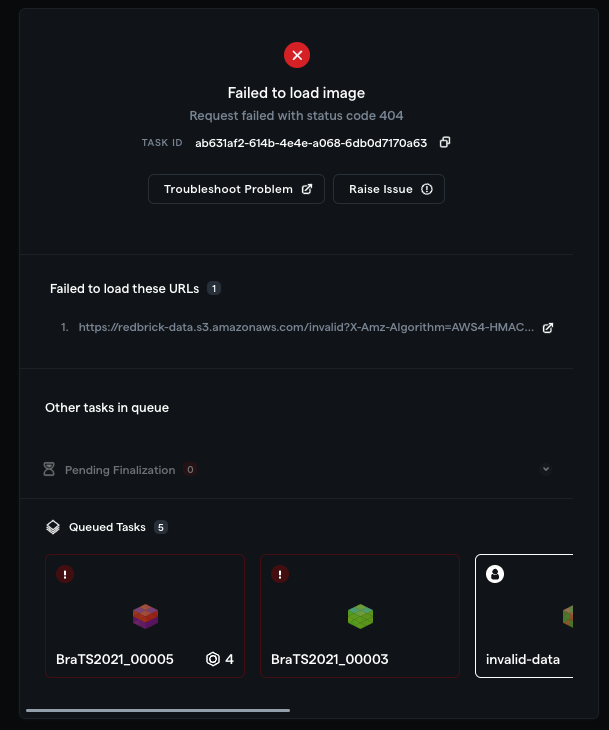 Failed to load image
Request failed with status code 404
TASK ID ab631af2-614b-4e4e-a068-6db0d7170a63
Troubleshoot Problem Raise Issue
Failed to load these URLs 1
1. https://redbrick-data.s3.amazonaws.com/invalid?X-Amz-Algorithm=AWS4-HMAC...
Other tasks in queue
Pending Finalization 0
Queued Tasks 5
BraTS2021_00005 4 BraTS2021_00003 invalid-data